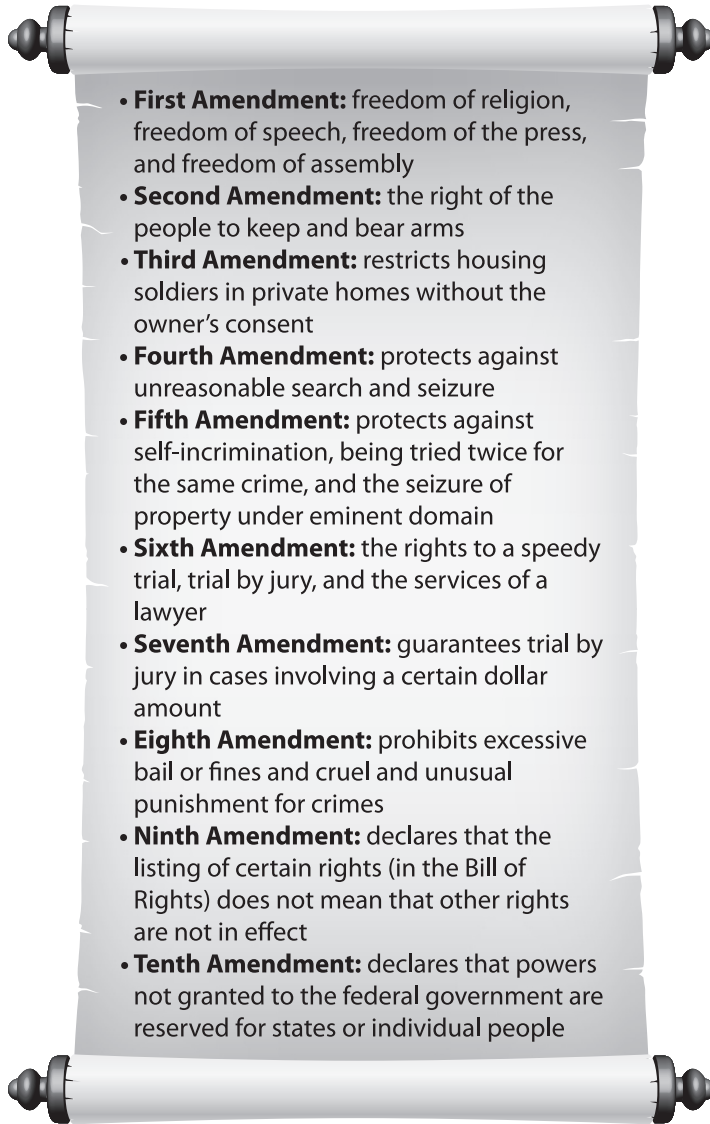 • First Amendment: freedom of religion,
freedom of speech, freedom of the press,
and freedom of assembly
• Second Amendment: the right of the
people to keep and bear arms
• Third Amendment: restricts housing
soldiers in private homes without the
owner’s consent
• Fourth Amendment: protects against
unreasonable search and seizure
• Fifth Amendment: protects against
self-incrimination, being tried twice for
the same crime, and the seizure of
property under eminent domain
• Sixth Amendment: the rights to a speedy
trial, trial by jury, and the services of a
lawyer
• Seventh Amendment: guarantees trial by
jury in cases involving a certain dollar
amount
• Eighth Amendment: prohibits excessive
bail or fines and cruel and unusual
punishment for crimes
• Ninth Amendment: declares that the
listing of certain rights (in the Bill of
Rights) does not mean that other rights
are not in effect
• Tenth Amendment: declares that powers
not granted to the federal government are
reserved for states or individual people